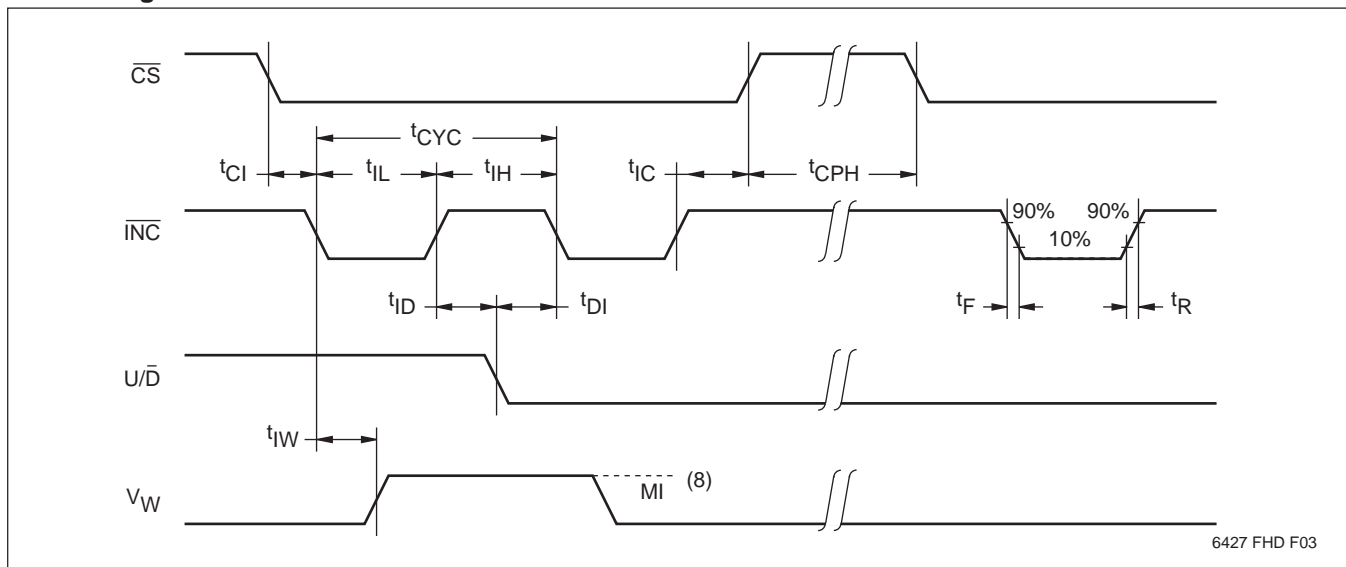 CS
tCYC
tCI tIL tIH tIC tCPH
INC
90% 90%
10%
tID tDI tF tR
U/D
tIW
VW
MI (8)
6427 FHD F03